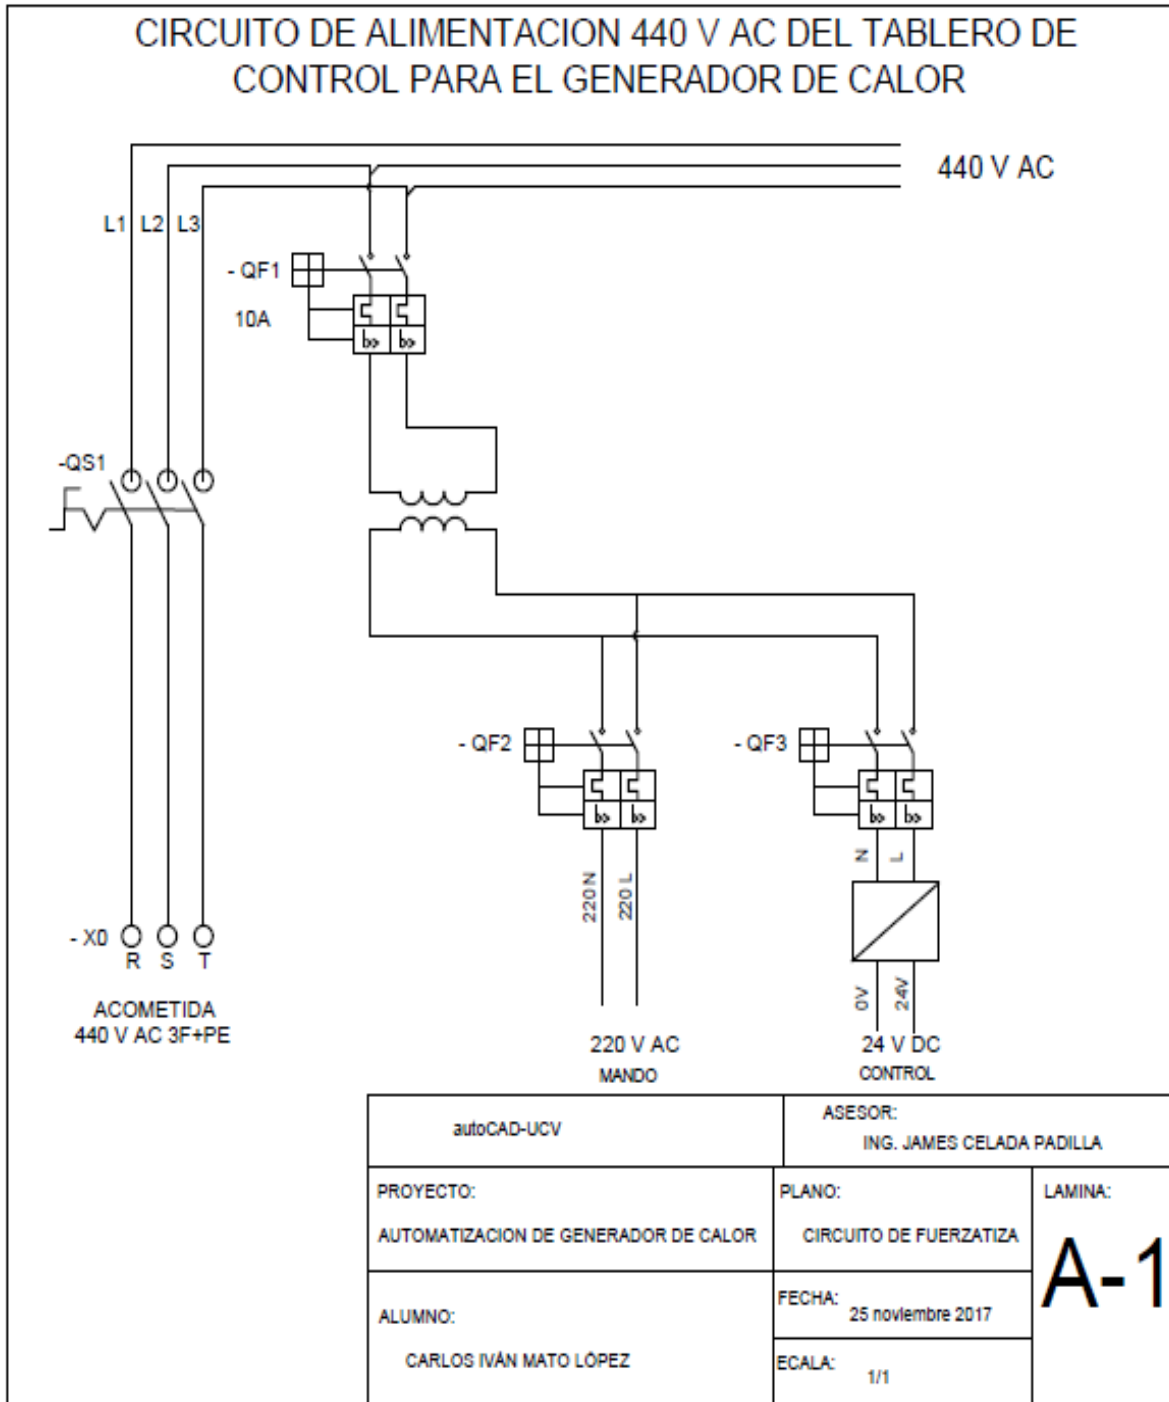 CIRCUITO DE ALIMENTACION 440 V AC DEL TABLERO DE
CONTROL PARA EL GENERADOR DE CALOR
440 V AC
L1 L2 L3
- QF1
10A
-QS1
- QF2
- QF3
N L
220 N 220 L
- X0
R S T
0V 24V
ACOMETIDA
440 V AC 3F+PE
220 V AC
MANDO
24 V DC
CONTROL
autoCAD-UCV
ASESOR:
ING. JAMES CELADA PADILLA
PROYECTO:
AUTOMATIZACION DE GENERADOR DE CALOR
PLANO:
CIRCUITO DE FUERZATIZA
LAMINA:
A-1
ALUMNO:
CARLOS IVÁN MATO LÓPEZ
FECHA:
25 noviembre 2017
ECALA:
1/1